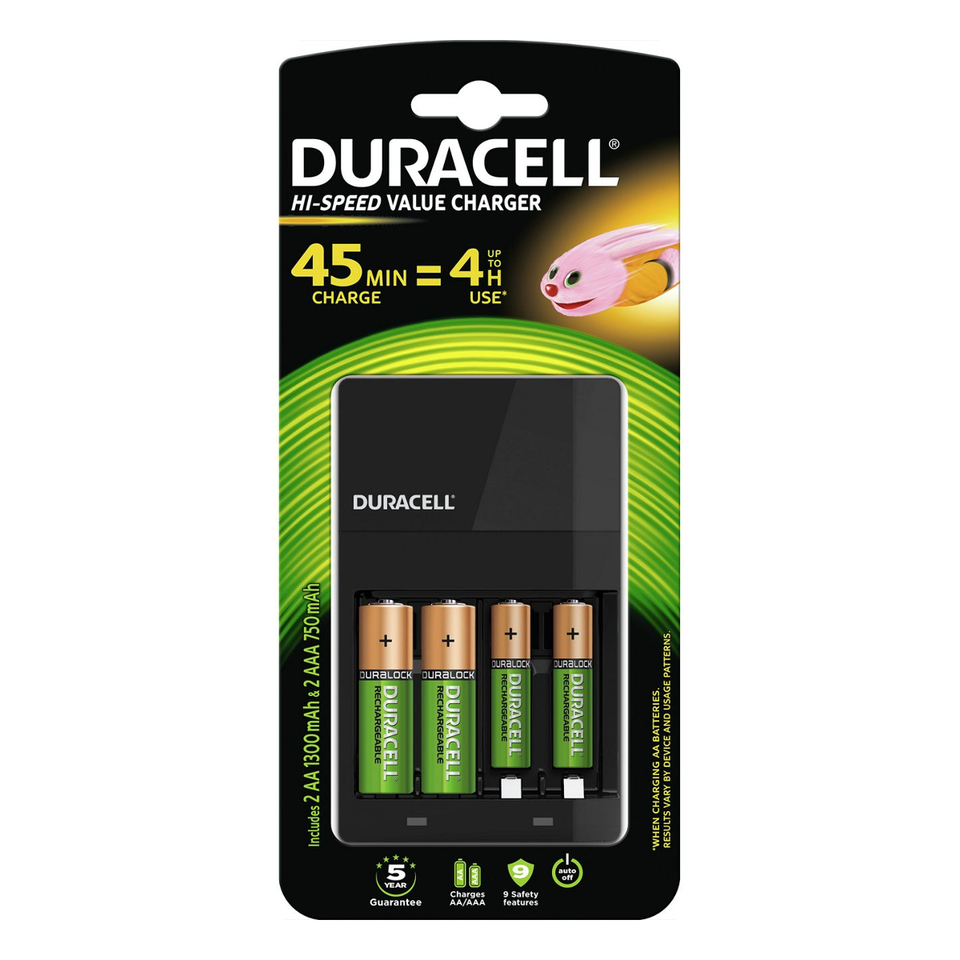 DURACELL®
HI-SPEED VALUE CHARGER
45 MIN CHARGE = 4 UP TO H USE*
DURACELL
+
+
+
+
DURALOCK
DURALOCK
DURALOCK
DURALOCK
DURACELL
RECHARGEABLE
DURACELL
RECHARGEABLE
DURACELL
RECHARGEABLE
DURACELL
RECHARGEABLE
Includes 2 AA 1300 mAh & 2 AAA 750 mAh
*WHEN CHARGING AA BATTERIES.
RESULTS VARY BY DEVICE AND USAGE PATTERNS.
5
YEAR
Guarantee
AA
AAA
Charges
AA/AAA
9
9 Safety
features
auto
off